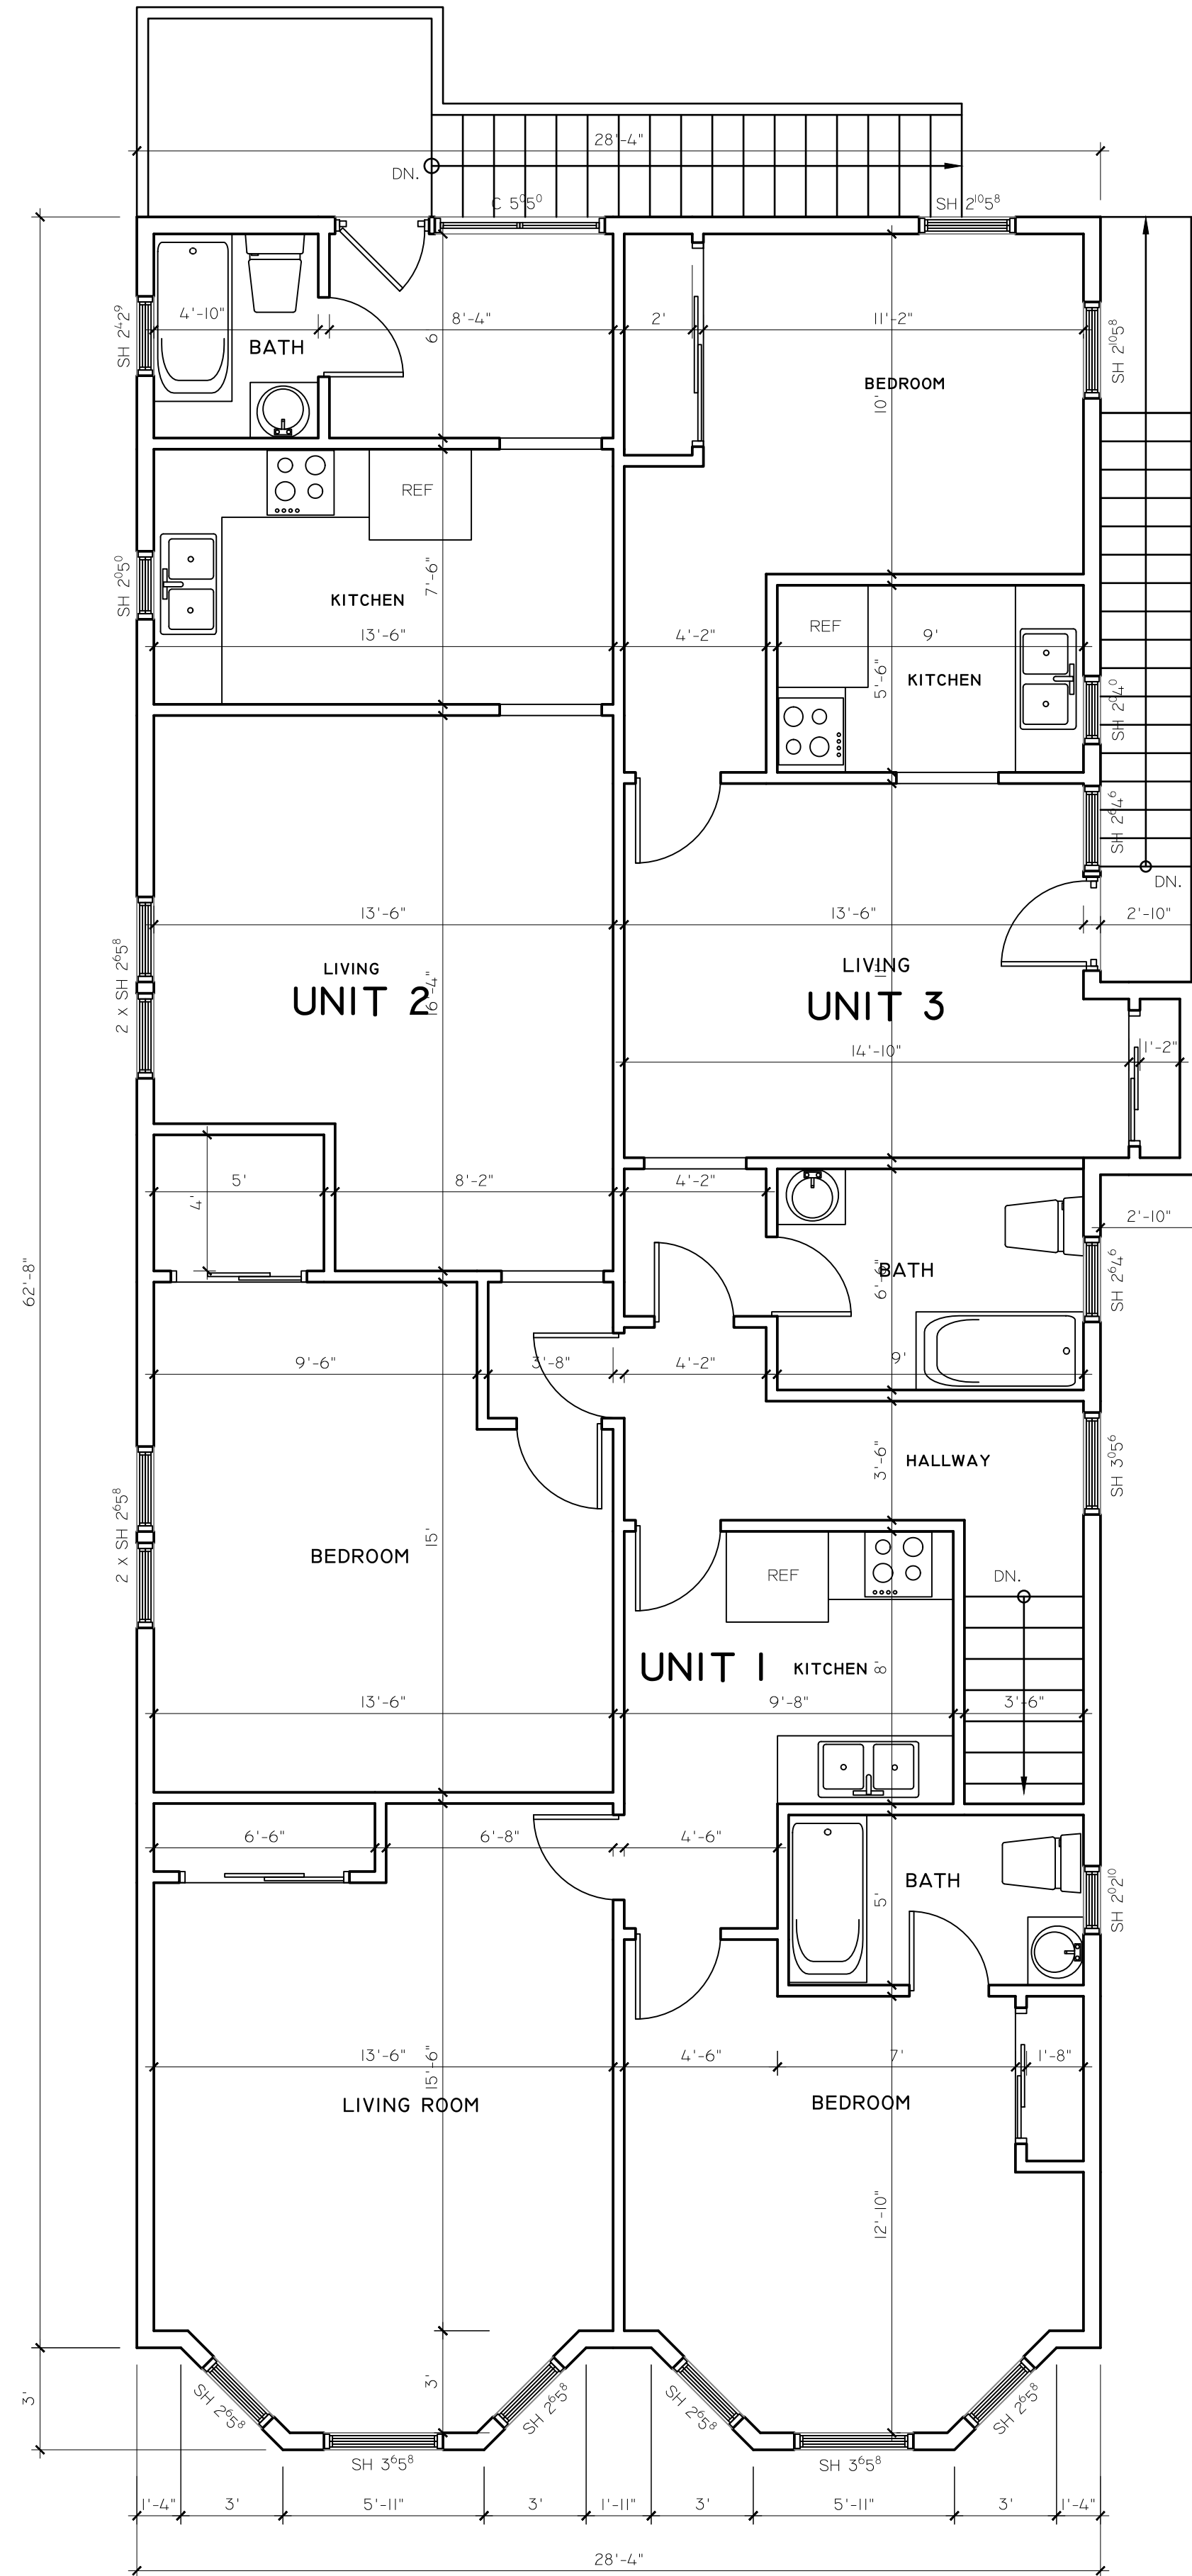 28'-4"
DN.
C 5⁰5⁰
SH 2¹⁰5⁸
SH 2⁴2⁹
4'-10"
8'-4"
6'
2'
11'-2"
SH 2¹⁰5⁸
BATH
BEDROOM
10'
REF
SH 2⁰5⁰
7'-6"
KITCHEN
13'-6"
4'-2"
REF
9'
5'-6"
KITCHEN
SH 2⁰4⁰
SH 2⁶4⁶
DN.
13'-6"
13'-6"
2'-10"
2 x SH 2⁶5⁸
LIVING
UNIT 2
16'-4"
LIVING
11'
UNIT 3
14'-10"
1'-2"
5'
4'
8'-2"
4'-2"
2'-10"
62'-8"
6'-6"
BATH
SH 2⁶4⁶
9'-6"
3'-8"
4'-2"
9'
3'-6"
HALLWAY
SH 3⁰5⁶
2 x SH 2⁶5⁸
BEDROOM
15'
REF
DN.
UNIT 1
KITCHEN
8'
13'-6"
9'-8"
3'-6"
6'-6"
6'-8"
4'-6"
BATH
5'
SH 2⁰2¹⁰
13'-6"
15'-6"
4'-6"
7'
1'-8"
LIVING ROOM
BEDROOM
12'-10"
3'
3'
SH 2⁶5⁸
SH 2⁶5⁸
SH 2⁶5⁸
SH 2⁶5⁸
SH 3⁶5⁸
SH 3⁶5⁸
1'-4"
3'
5'-11"
3'
1'-11"
3'
5'-11"
3'
1'-4"
28'-4"